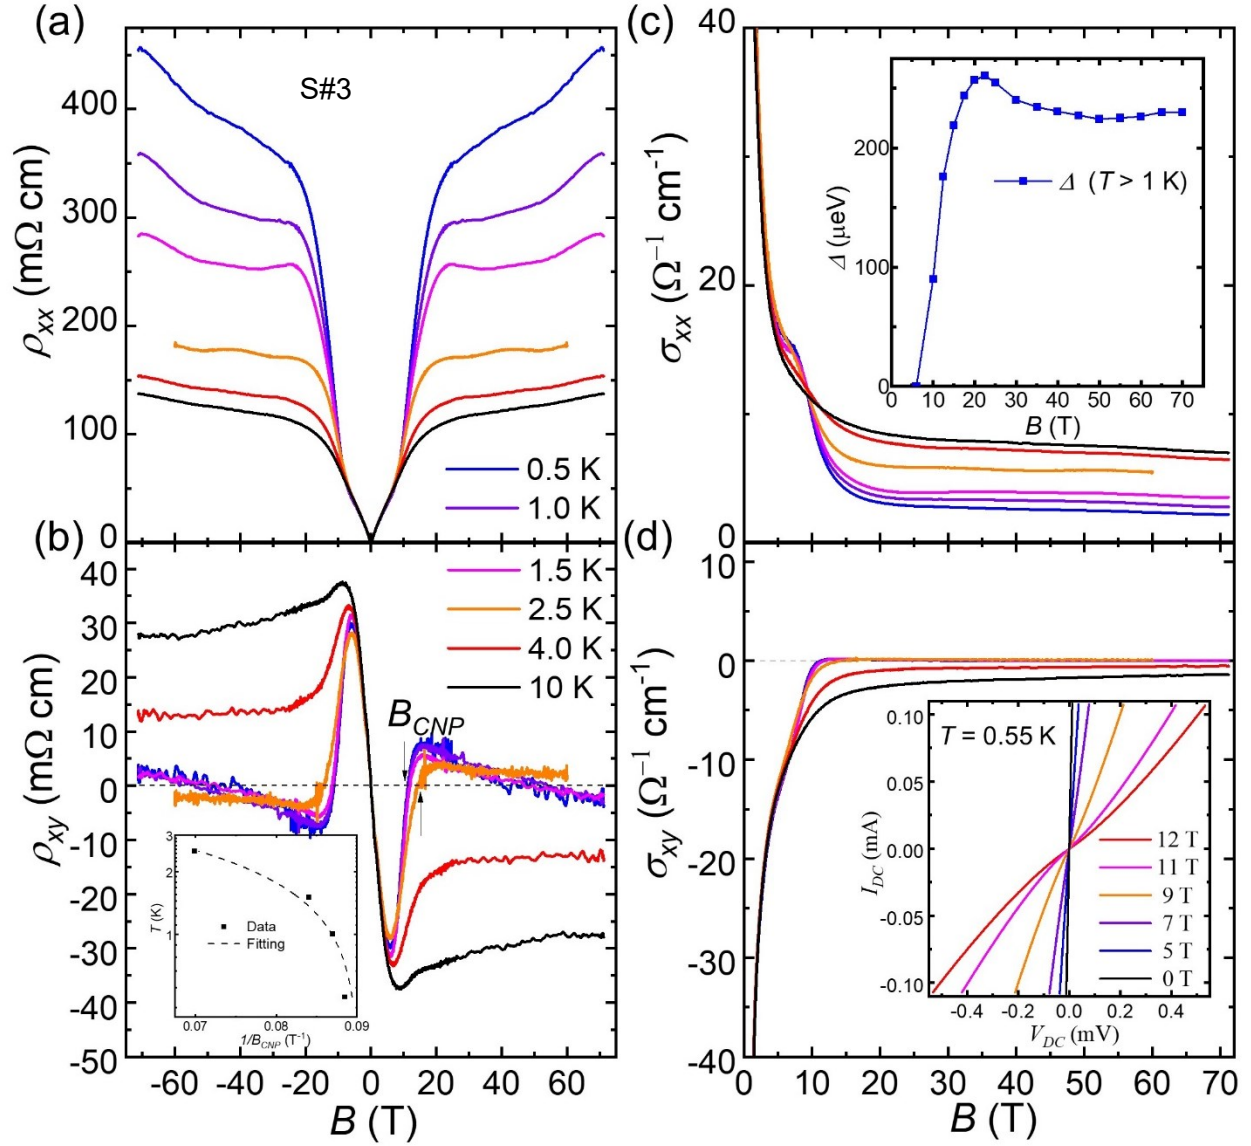 (a)
S#3
400
300
200
100
0
ρxx (mΩ cm)
0.5 K
1.0 K
(b)
40
30
20
10
0
-10
-20
-30
-40
-50
ρxy (mΩ cm)
1.5 K
2.5 K
4.0 K
10 K
BCNP
3
2
1
T (K)
Data
Fitting
0.07 0.08 0.09
1/BCNP (T⁻¹)
-60 -40 -20 0 20 40 60
B (T)
(c)
40
20
0
σxx (Ω⁻¹ cm⁻¹)
200
100
0
Δ (μeV)
Δ (T > 1 K)
0 10 20 30 40 50 60 70
B (T)
(d)
10
0
-10
-20
-30
-40
σxy (Ω⁻¹ cm⁻¹)
T = 0.55 K
0.10
0.05
0.00
-0.05
-0.10
IDC (mA)
12 T
11 T
9 T
7 T
5 T
0 T
-0.4 -0.2 0.0 0.2 0.4
VDC (mV)
0 10 20 30 40 50 60 70
B (T)